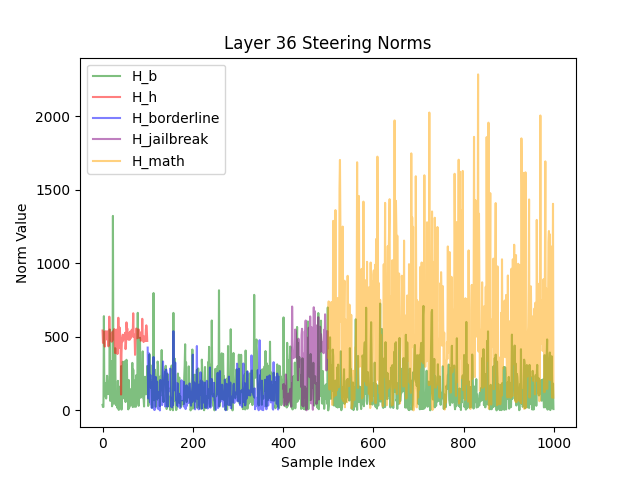 Layer 36 Steering Norms
H_b
H_h
H_borderline
H_jailbreak
H_math
Norm Value
2000
1500
1000
500
0
0 200 400 600 800 1000
Sample Index